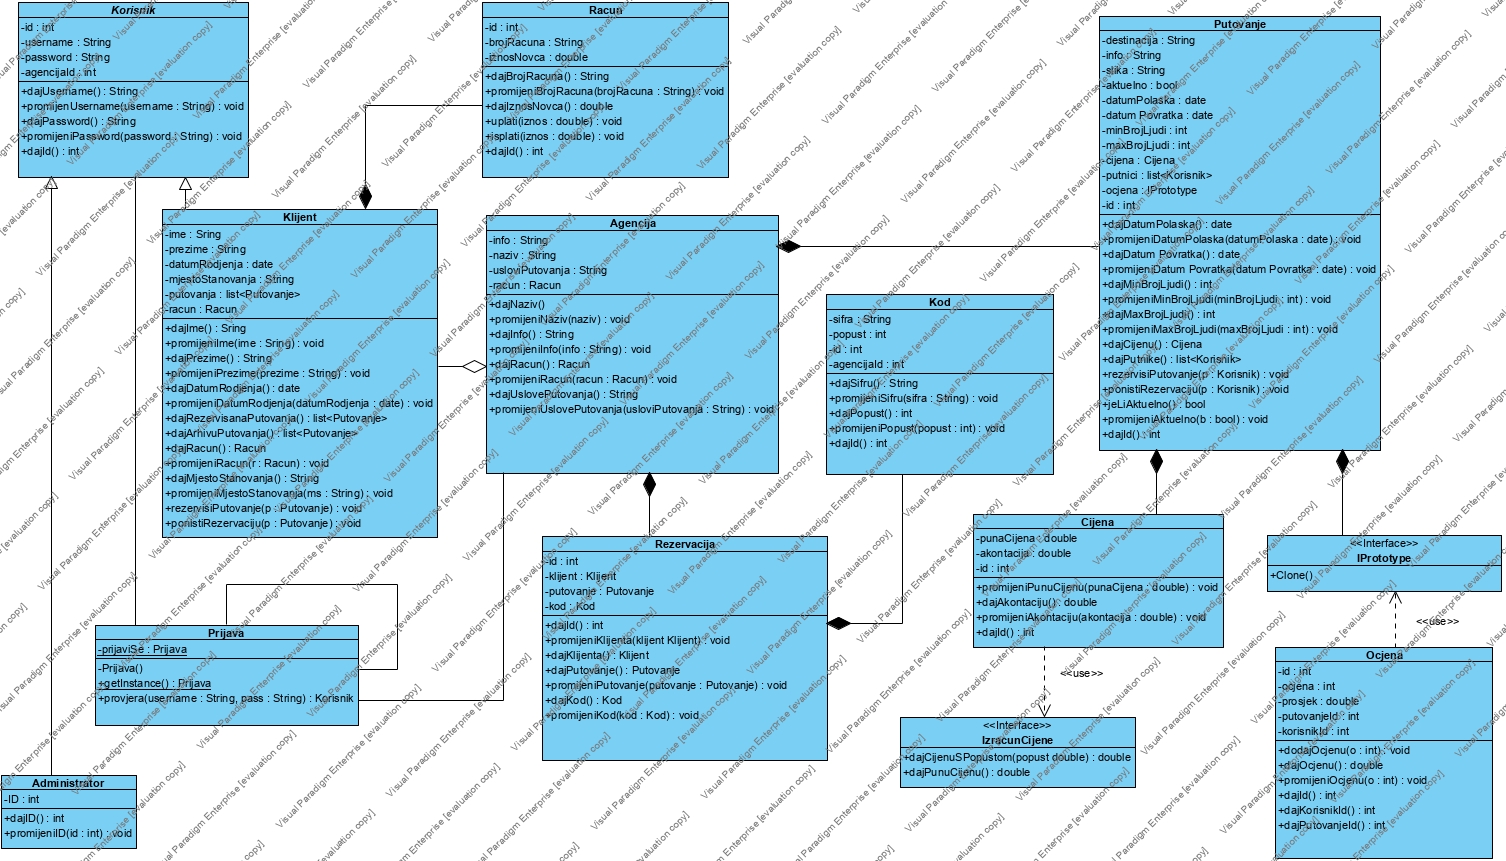 Korisnik
-id : int
-username : String
-password : String
-agencijaId : int
+dajUsername() : String
+promijenUsername(username : String) : void
+dajPassword() : String
+promijeniPassword(password : String) : void
+dajId() : int
Racun
-id : int
-brojRacuna : String
-iznosNovca : double
+dajBrojRacuna() : String
+promijeniBrojRacuna(brojRacuna : String) : void
+dajIznosNovca() : double
+uplati(iznos : double) : void
+isplati(iznos : double) : void
+dajId() : int
Putovanje
-destinacija : String
-info : String
-slika : String
-aktuelno : bool
-datumPolaska : date
-datum Povratka : date
-minBrojLjudi : int
-maxBrojLjudi : int
-cijena : Cijena
-putnici : list<Korisnik>
-ocjena : IPrototype
-id : int
+dajDatumPolaska() : date
+promijeniDatumPolaska(datumPolaska : date) : void
+dajDatum Povratka() : date
+promijeniDatum Povratka(datum Povratka : date) : void
+dajMinBrojLjudi() : int
+promijeniMinBrojLjudi(minBrojLjudi : int) : void
+dajMaxBrojLjudi() : int
+promijeniMaxBrojLjudi(maxBrojLjudi : int) : void
+dajCijenu() : Cijena
+dajPutnike() : list<Korisnik>
+rezervisiPutovanje(p : Korisnik) : void
+ponistiRezervaciju(p : Korisnik) : void
+jeLiAktuelno() : bool
+promijeniAktuelno(b : bool) : void
+dajId() : int
Klijent
-ime : Sring
-prezime : String
-datumRodjenja : date
-mjestoStanovanja : String
-putovanja : list<Putovanje>
-racun : Racun
+dajIme() : Sring
+promijeniIme(ime : Sring) : void
+dajPrezime() : String
+promijeniPrezime(prezime : String) : void
+dajDatumRodjenja() : date
+promijeniDatumRodjenja(datumRodjenja : date) : void
+dajRezervisanaPutovanja() : list<Putovanje>
+dajArhivuPutovanja() : list<Putovanje>
+dajRacun() : Racun
+promijeniRacun(r : Racun) : void
+dajMjestoStanovanja() : String
+promijeniMjestoStanovanja(ms : String) : void
+rezervisiPutovanje(p : Putovanje) : void
+ponistiRezervaciju(p : Putovanje) : void
Agencija
-info : String
-naziv : String
-usloviPutovanja : String
-racun : Racun
+dajNaziv()
+promijeniNaziv(naziv) : void
+dajInfo() : String
+promijeniInfo(info : String) : void
+dajRacun() : Racun
+promijeniRacun(racun : Racun) : void
+dajUslovePutovanja() : String
+promijeniUslovePutovanja(usloviPutovanja : String) : void
Kod
-sifra : String
-popust : int
-id : int
-agencijaId : int
+dajSifru() : String
+promijeniSifru(sifra : String) : void
+dajPopust() : int
+promijeniPopust(popust : int) : void
+dajId() : int
Rezervacija
-id : int
-klijent : Klijent
-putovanje : Putovanje
-kod : Kod
+dajId() : int
+promijeniKlijenta(klijent Klijent) : void
+dajKlijenta() : Klijent
+dajPutovanje() : Putovanje
+promijeniPutovanje(putovanje : Putovanje) : void
+dajKod() : Kod
+promijeniKod(kod : Kod) : void
Cijena
-punaCijena : double
-akontacija : double
-id : int
+promijeniPunuCijenu(punaCijena : double) : void
+dajAkontaciju() : double
+promijeniAkontaciju(akontacija : double) : void
+dajId() : int
<<Interface>>
IPrototype
+Clone()
<<use>>
<<use>>
Prijava
-prijaviSe : Prijava
-Prijava()
+getInstance() : Prijava
+provjera(username : String, pass : String) : Korisnik
Ocjena
-id : int
-ocjena : int
-prosjek : double
-putovanjeId : int
-korisnikId : int
+dodajOcjenu(o : int) : void
+dajOcjenu() : double
+promijeniOcjenu(o : int) : void
+dajId() : int
+dajKorisnikId() : int
+dajPutovanjeId() : int
<<Interface>>
IzracunCijene
+dajCijenuSPopustom(popust double) : double
+dajPunuCijenu() : double
Administrator
-ID : int
+dajID() : int
+promijeniID(id : int) : void
Visual Paradigm Enterprise [evaluation copy]